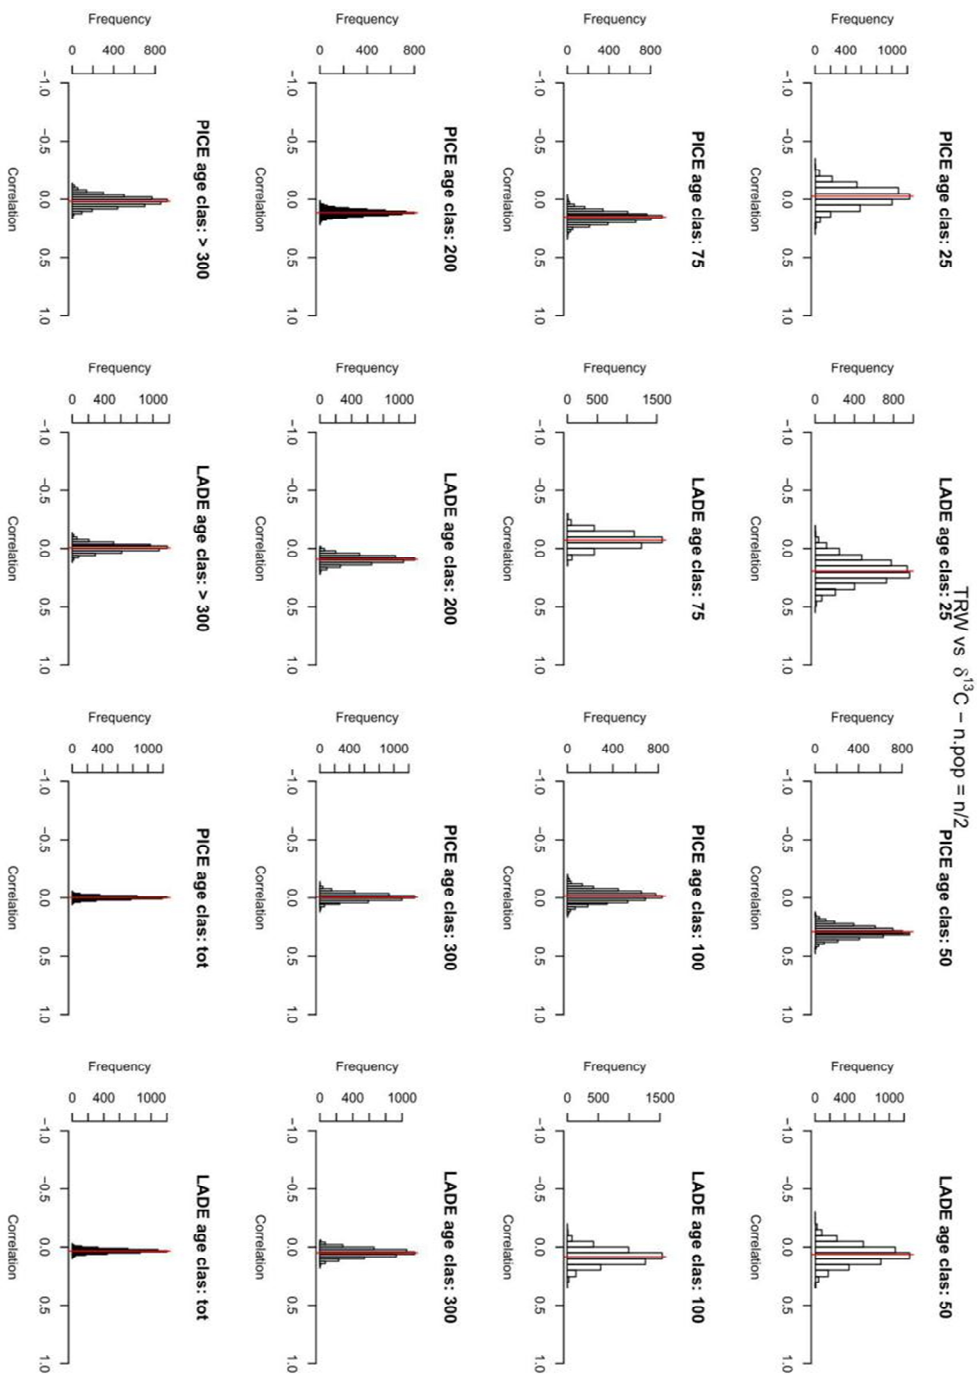 TRW vs δ¹³C − n.pop = n/2
PICE age clas: 25
Frequency
0 400 1000
−1.0 −0.5 0.0 0.5 1.0
Correlation
LADE age clas: 25
Frequency
0 400 800
−1.0 −0.5 0.0 0.5 1.0
Correlation
PICE age clas: 50
Frequency
0 400 800
−1.0 −0.5 0.0 0.5 1.0
Correlation
LADE age clas: 50
Frequency
0 400 1000
−1.0 −0.5 0.0 0.5 1.0
Correlation
PICE age clas: 75
Frequency
0 400 800
−1.0 −0.5 0.0 0.5 1.0
Correlation
LADE age clas: 75
Frequency
0 500 1500
−1.0 −0.5 0.0 0.5 1.0
Correlation
PICE age clas: 100
Frequency
0 400 800
−1.0 −0.5 0.0 0.5 1.0
Correlation
LADE age clas: 100
Frequency
0 500 1500
−1.0 −0.5 0.0 0.5 1.0
Correlation
PICE age clas: 200
Frequency
0 400 800
−1.0 −0.5 0.0 0.5 1.0
Correlation
LADE age clas: 200
Frequency
0 400 1000
−1.0 −0.5 0.0 0.5 1.0
Correlation
PICE age clas: 300
Frequency
0 400 1000
−1.0 −0.5 0.0 0.5 1.0
Correlation
LADE age clas: 300
Frequency
0 400 1000
−1.0 −0.5 0.0 0.5 1.0
Correlation
PICE age clas: > 300
Frequency
0 400 800
−1.0 −0.5 0.0 0.5 1.0
Correlation
LADE age clas: > 300
Frequency
0 400 1000
−1.0 −0.5 0.0 0.5 1.0
Correlation
PICE age clas: tot
Frequency
0 400 1000
−1.0 −0.5 0.0 0.5 1.0
Correlation
LADE age clas: tot
Frequency
0 400 1000
−1.0 −0.5 0.0 0.5 1.0
Correlation